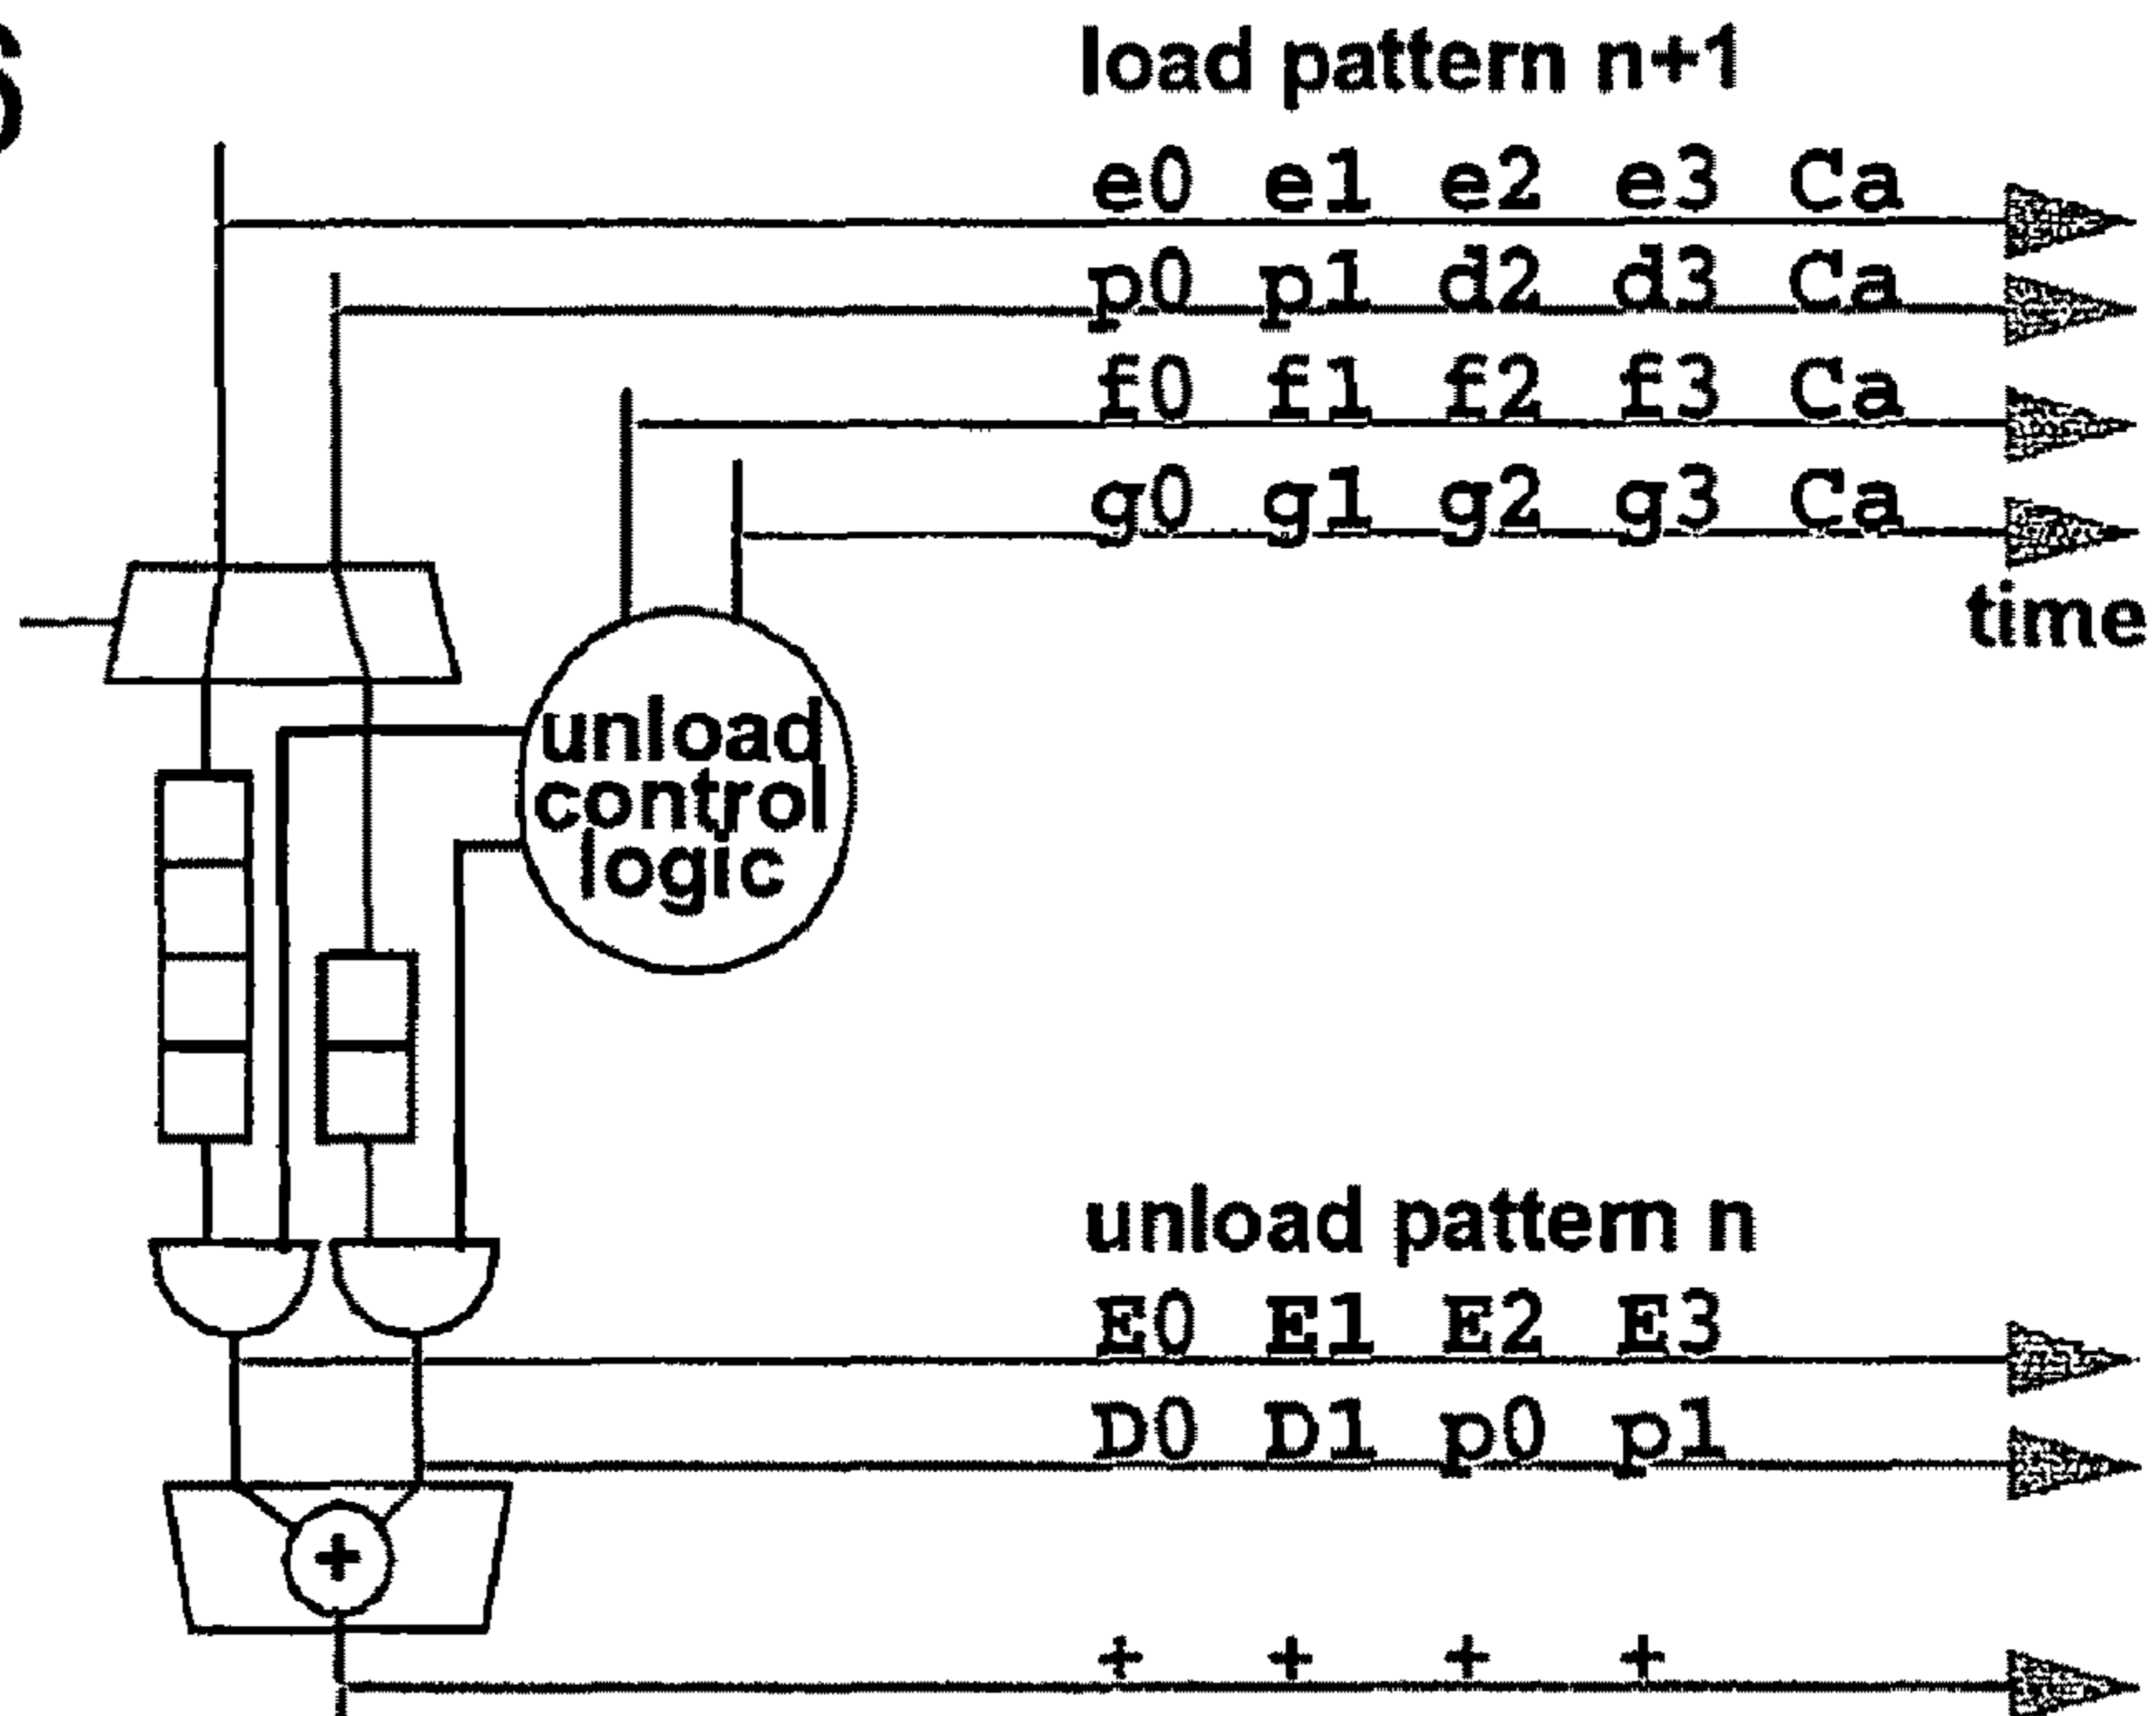 load pattern n+1
e0 e1 e2 e3 Ca
p0 p1 d2 d3 Ca
f0 f1 f2 f3 Ca
g0 g1 g2 g3 Ca
time
unload
control
logic
unload pattern n
E0 E1 E2 E3
D0 D1 p0 p1
+
+ + + +